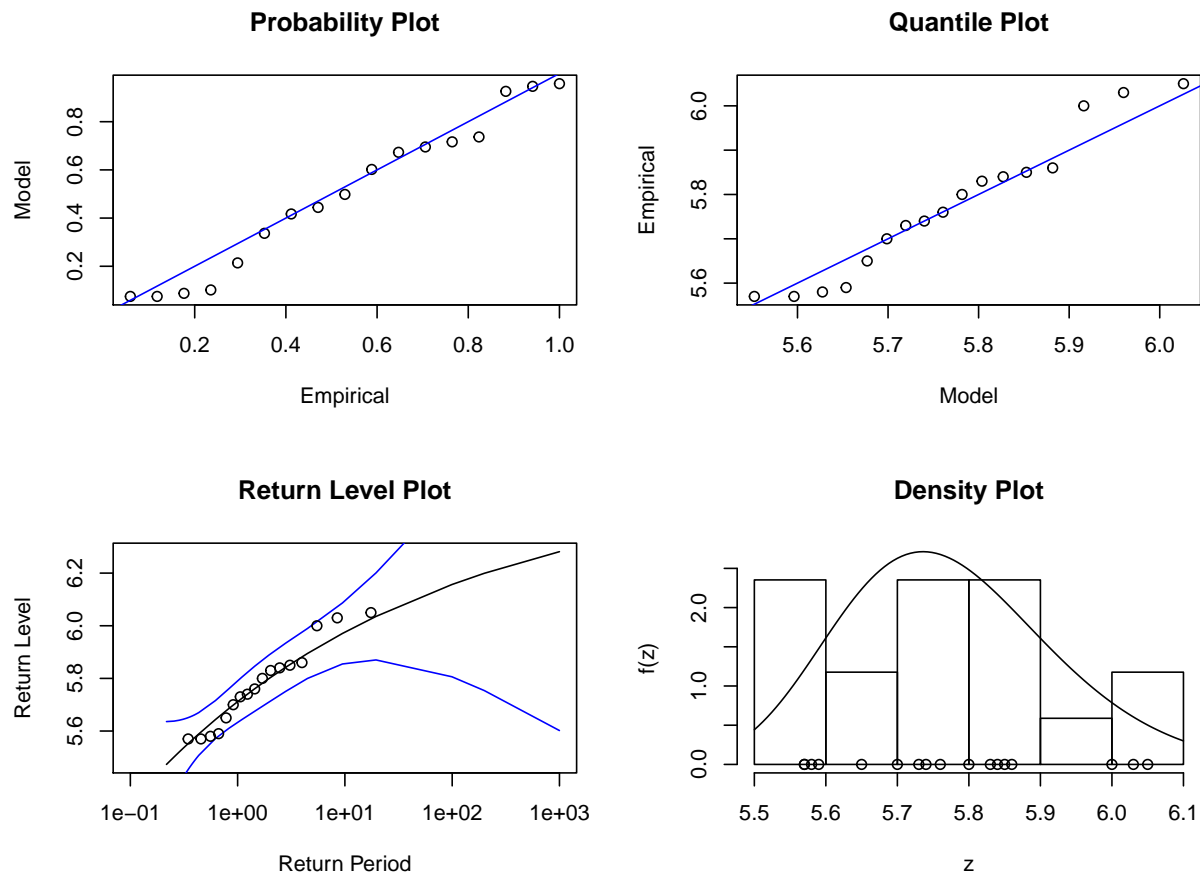 Probability Plot
Model
0.2 0.4 0.6 0.8
0.2 0.4 0.6 0.8 1.0
Empirical
Quantile Plot
Empirical
5.6 5.8 6.0
5.6 5.7 5.8 5.9 6.0
Model
Return Level Plot
Return Level
5.6 5.8 6.0 6.2
1e−01 1e+00 1e+01 1e+02 1e+03
Return Period
Density Plot
f(z)
0.0 1.0 2.0
5.5 5.6 5.7 5.8 5.9 6.0 6.1
z